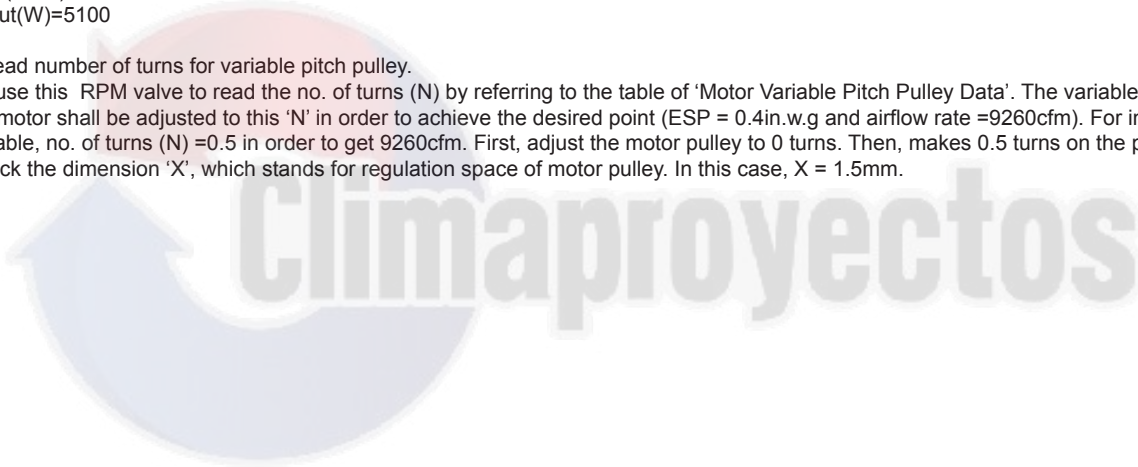 ut(W)=5100
ead number of turns for variable pitch pulley.
use this RPM valve to read the no. of turns (N) by referring to the table of ‘Motor Variable Pitch Pulley Data’. The variable
motor shall be adjusted to this ‘N’ in order to achieve the desired point (ESP = 0.4in.w.g and airflow rate =9260cfm). For in
able, no. of turns (N) =0.5 in order to get 9260cfm. First, adjust the motor pulley to 0 turns. Then, makes 0.5 turns on the p
ck the dimension ‘X’, which stands for regulation space of motor pulley. In this case, X = 1.5mm.
Climaproyectos